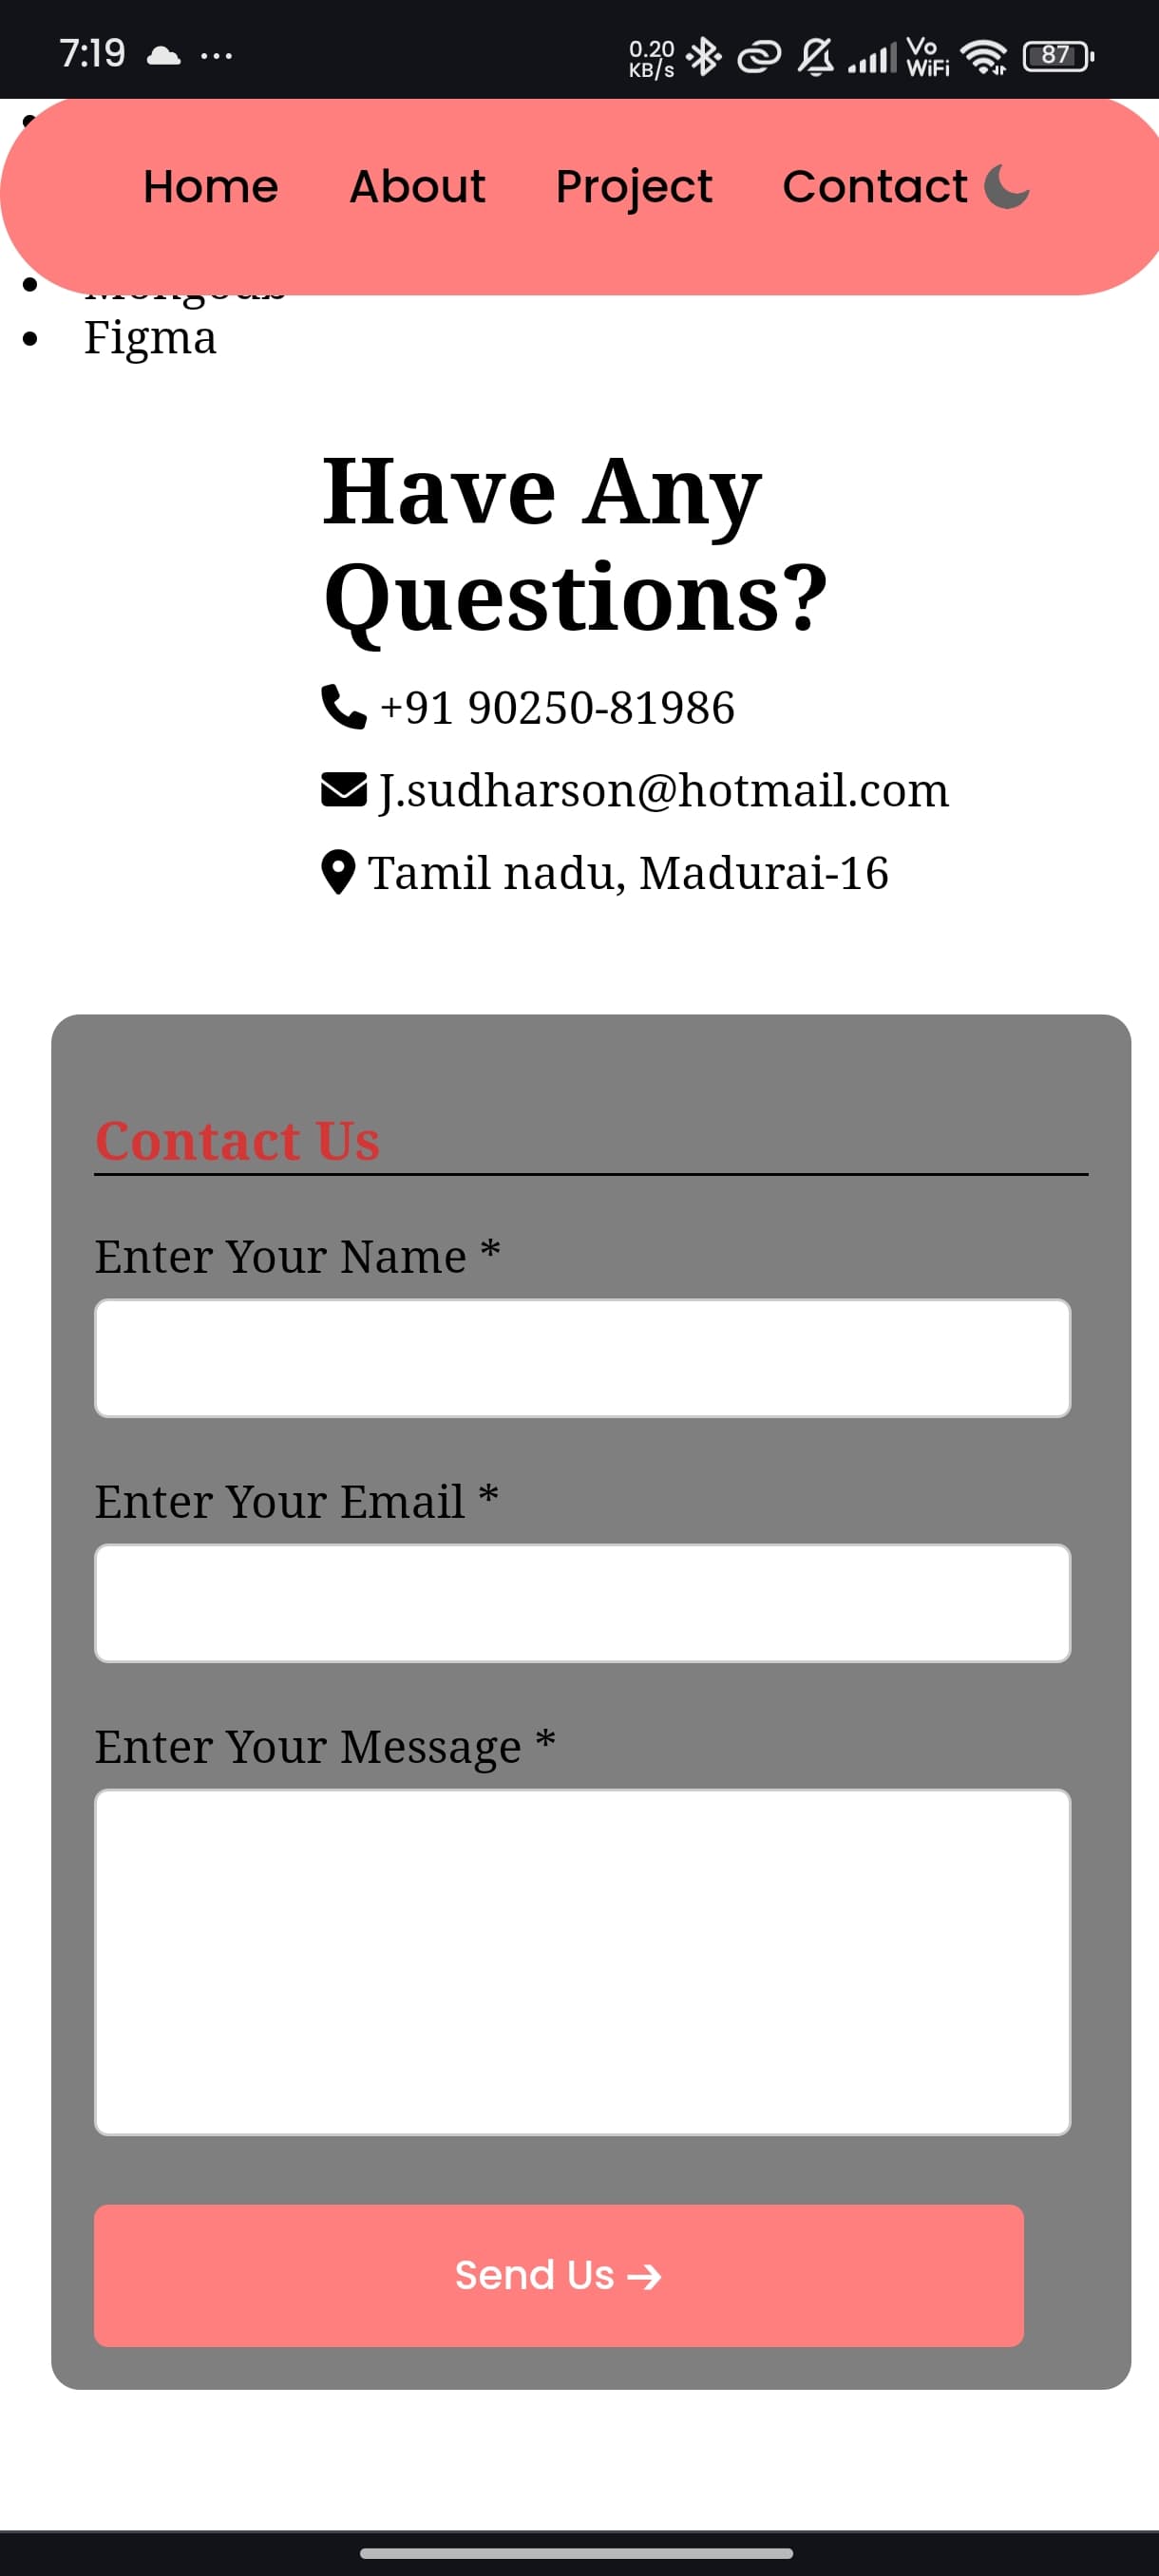 7:19 ...
0.20
KB/s
Vo
WiFi
87
Home About Project Contact
Figma
Have Any
Questions?
+91 90250-81986
J.sudharson@hotmail.com
Tamil nadu, Madurai-16
Contact Us
Enter Your Name *
Enter Your Email *
Enter Your Message *
Send Us →